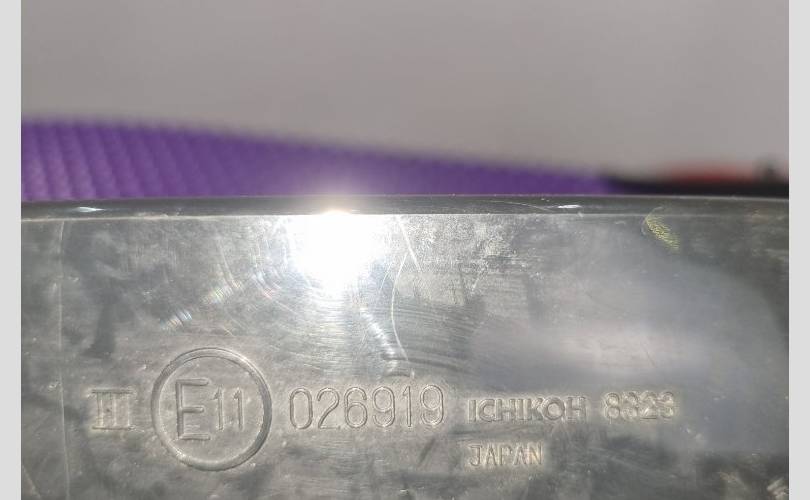 III E11 026919 ICHIKOH 8323
JAPAN